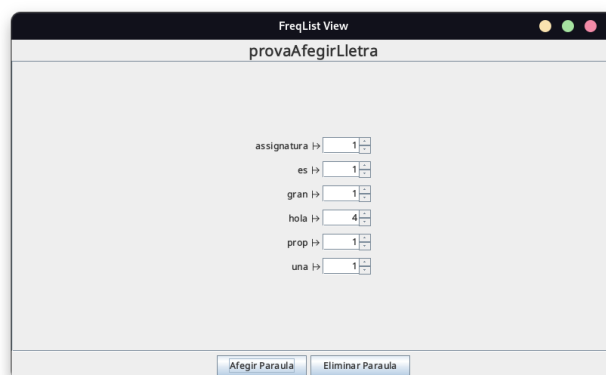 FreqList View
provaAfegirLletra
assignatura ↦ 1
es ↦ 1
gran ↦ 1
hola ↦ 4
prop ↦ 1
una ↦ 1
Afegir Paraula Eliminar Paraula